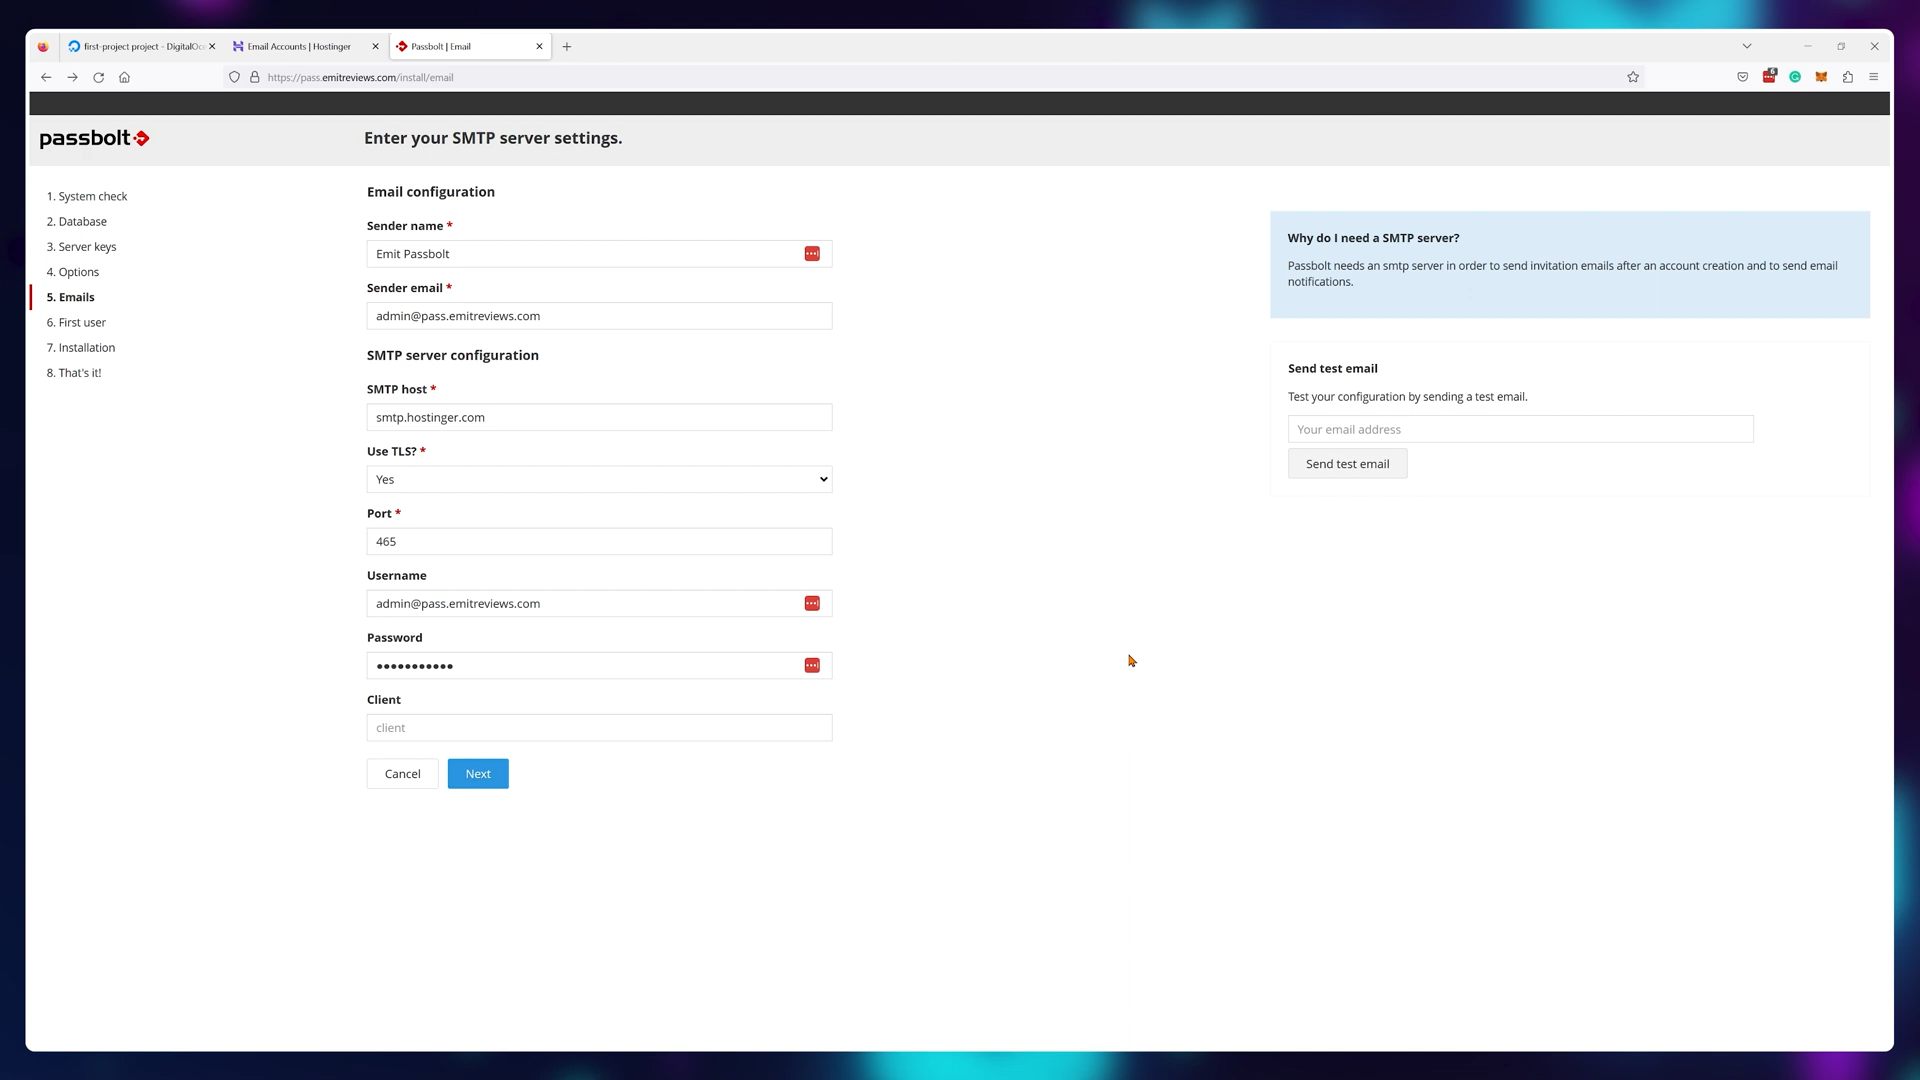 first-project project - DigitalOce
Email Accounts | Hostinger
Passbolt | Email
https://pass.emitreviews.com/install/email
6
passbolt
Enter your SMTP server settings.
1. System check
2. Database
3. Server keys
4. Options
5. Emails
6. First user
7. Installation
8. That's it!
Email configuration
Sender name *
Emit Passbolt
Sender email *
admin@pass.emitreviews.com
SMTP server configuration
SMTP host *
smtp.hostinger.com
Use TLS? *
Yes
Port *
465
Username
admin@pass.emitreviews.com
Password
•••••••••••
Client
client
Cancel
Next
Why do I need a SMTP server?
Passbolt needs an smtp server in order to send invitation emails after an account creation and to send email
notifications.
Send test email
Test your configuration by sending a test email.
Your email address
Send test email